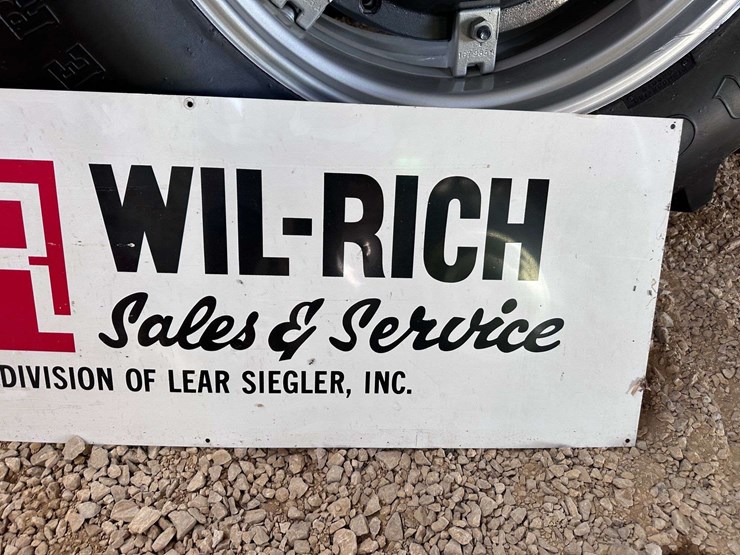 WIL-RICH
Sales & Service
DIVISION OF LEAR SIEGLER, INC.